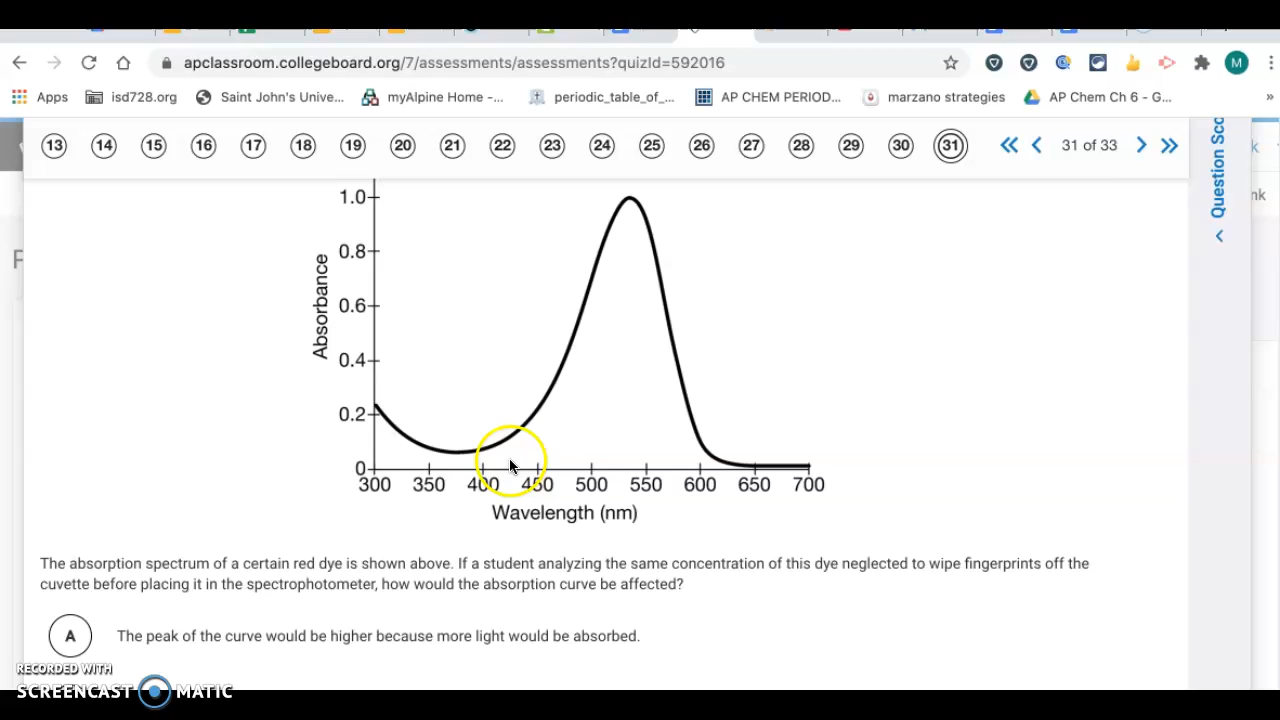 apclassroom.collegeboard.org/7/assessments/assessments?quizId=592016
M
Apps isd728.org Saint John's Unive... myAlpine Home -... periodic_table_of_... AP CHEM PERIOD... marzano strategies AP Chem Ch 6 - G... »
13 14 15 16 17 18 19 20 21 22 23 24 25 26 27 28 29 30 31 31 of 33
Question Sco
k
nk
P
1.0
0.8
0.6
0.4
0.2
0
Absorbance
300 350 400 450 500 550 600 650 700
Wavelength (nm)
The absorption spectrum of a certain red dye is shown above. If a student analyzing the same concentration of this dye neglected to wipe fingerprints off the
cuvette before placing it in the spectrophotometer, how would the absorption curve be affected?
A The peak of the curve would be higher because more light would be absorbed.
RECORDED WITH
SCREENCAST MATIC